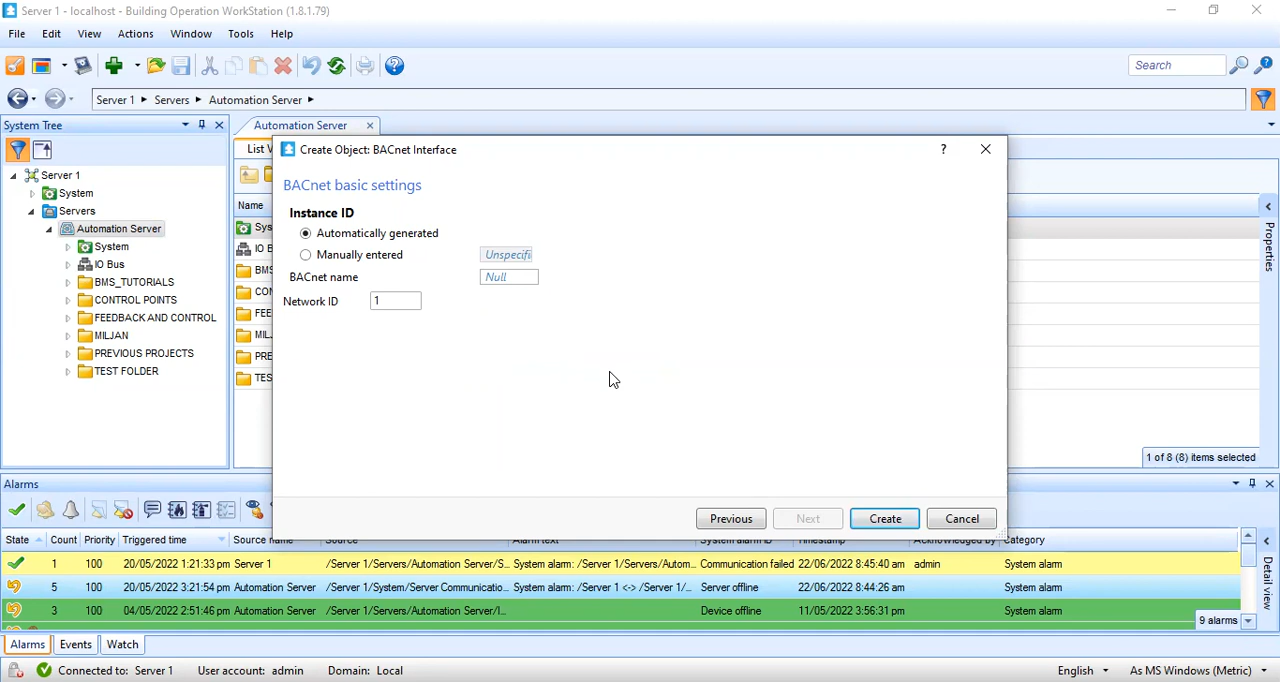 Server 1 - localhost - Building Operation WorkStation (1.8.1.79)
File Edit View Actions Window Tools Help
Search
Server 1 Servers Automation Server
System Tree
Automation Server
List V
Server 1
System
Servers
Automation Server
System
IO Bus
BMS_TUTORIALS
CONTROL POINTS
FEEDBACK AND CONTROL
MILJAN
PREVIOUS PROJECTS
TEST FOLDER
Name
Sys
IO B
BMS
CON
FEE
MIL
PRE
TES
Create Object: BACnet Interface
?
BACnet basic settings
Instance ID
Automatically generated
Manually entered Unspecifi
BACnet name Null
Network ID 1
Previous Next Create Cancel
Properties
1 of 8 (8) items selected
Alarms
State Count Priority Triggered time Source name Source Alarm text System alarm ID Timestamp Acknowledged by Category
1 100 20/05/2022 1:21:33 pm Server 1 /Server 1/Servers/Automation Server/S... System alarm: /Server 1/Servers/Autom... Communication failed 22/06/2022 8:45:40 am admin System alarm
5 100 20/05/2022 3:21:54 pm Automation Server /Server 1/System/Server Communicatio... System alarm: /Server 1 <-> /Server 1/... Server offline 22/06/2022 8:44:26 am System alarm
3 100 04/05/2022 2:51:46 pm Automation Server /Server 1/Servers/Automation Server/I... Device offline 11/05/2022 3:56:31 pm System alarm
9 alarms
Detail view
Alarms Events Watch
Connected to: Server 1 User account: admin Domain: Local English As MS Windows (Metric)